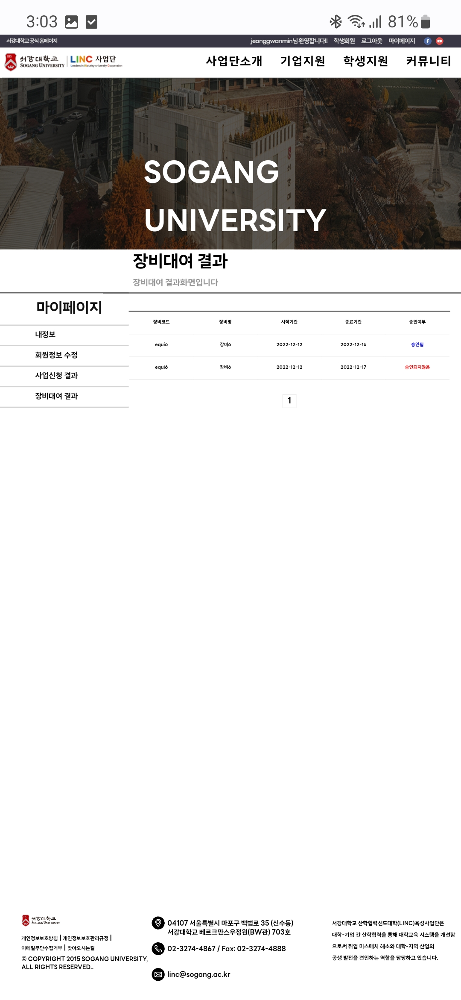 3:03
81%
서강대학교 공식 홈페이지
jeonggwanmin님 환영합니다!! 학생회원 로그아웃 마이페이지
서강대학교
SOGANG UNIVERSITY
LINC 사업단
Leaders in INdustry-university Cooperation
사업단소개 기업지원 학생지원 커뮤니티
SOGANG
UNIVERSITY
장비대여 결과
장비대여 결과화면입니다
마이페이지
내정보
회원정보 수정
사업신청 결과
장비대여 결과
장비코드 장비명 시작기간 종료기간 승인여부
equi6 장비6 2022-12-12 2022-12-16 승인됨
equi6 장비6 2022-12-12 2022-12-17 승인되지않음
1
서강대학교
SOGANG UNIVERSITY
개인정보보호방침 | 개인정보보호관리규정 |
이메일무단수집거부 | 찾아오시는길
© COPYRIGHT 2015 SOGANG UNIVERSITY,
ALL RIGHTS RESERVED..
04107 서울특별시 마포구 백범로 35 (신수동)
서강대학교 베르크만스우정원(BW관) 703호
02-3274-4867 / Fax: 02-3274-4888
linc@sogang.ac.kr
서강대학교 산학협력선도대학(LINC)육성사업단은
대학-기업 간 산학협력을 통해 대학교육 시스템을 개선함
으로써 취업 미스매치 해소와 대학-지역 산업의
공생 발전을 견인하는 역할을 담당하고 있습니다.